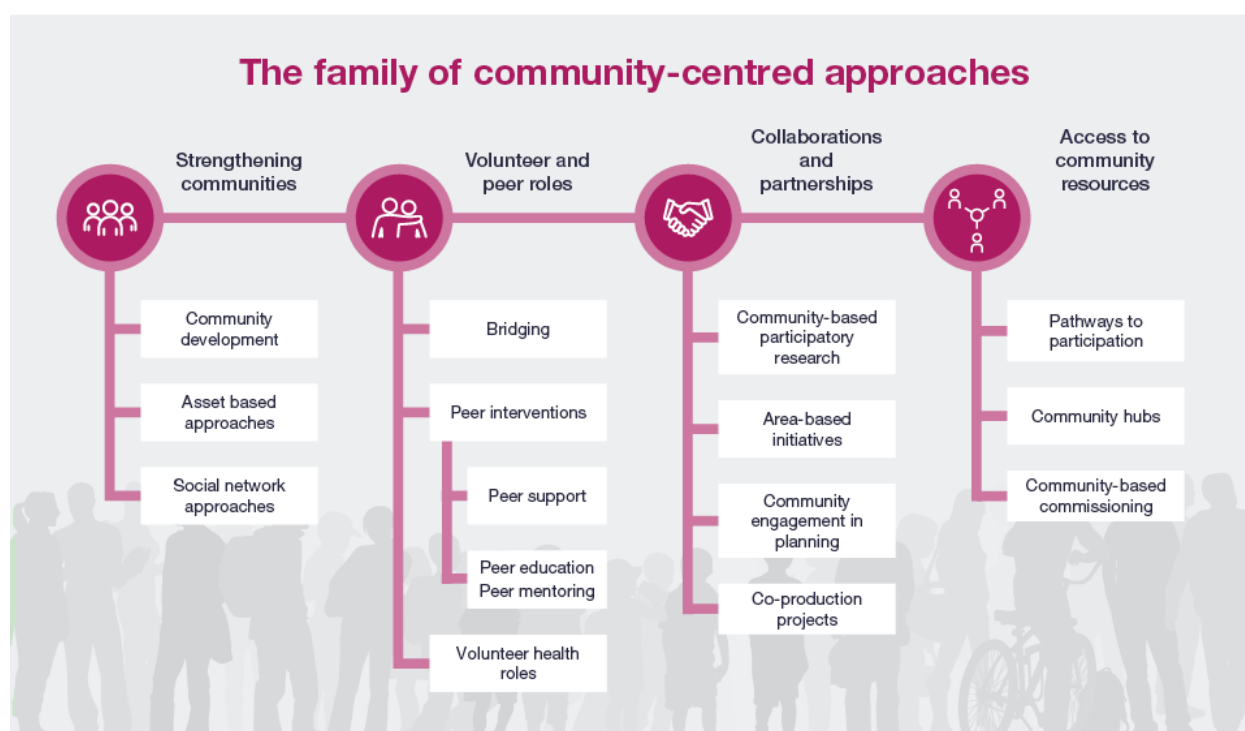 The family of community-centred approaches
Strengthening
communities
Community
development
Asset based
approaches
Social network
approaches
Volunteer and
peer roles
Bridging
Peer interventions
Peer support
Peer education
Peer mentoring
Volunteer health
roles
Collaborations
and
partnerships
Community-based
participatory
research
Area-based
initiatives
Community
engagement in
planning
Co-production
projects
Access to
community
resources
Pathways to
participation
Community hubs
Community-based
commissioning